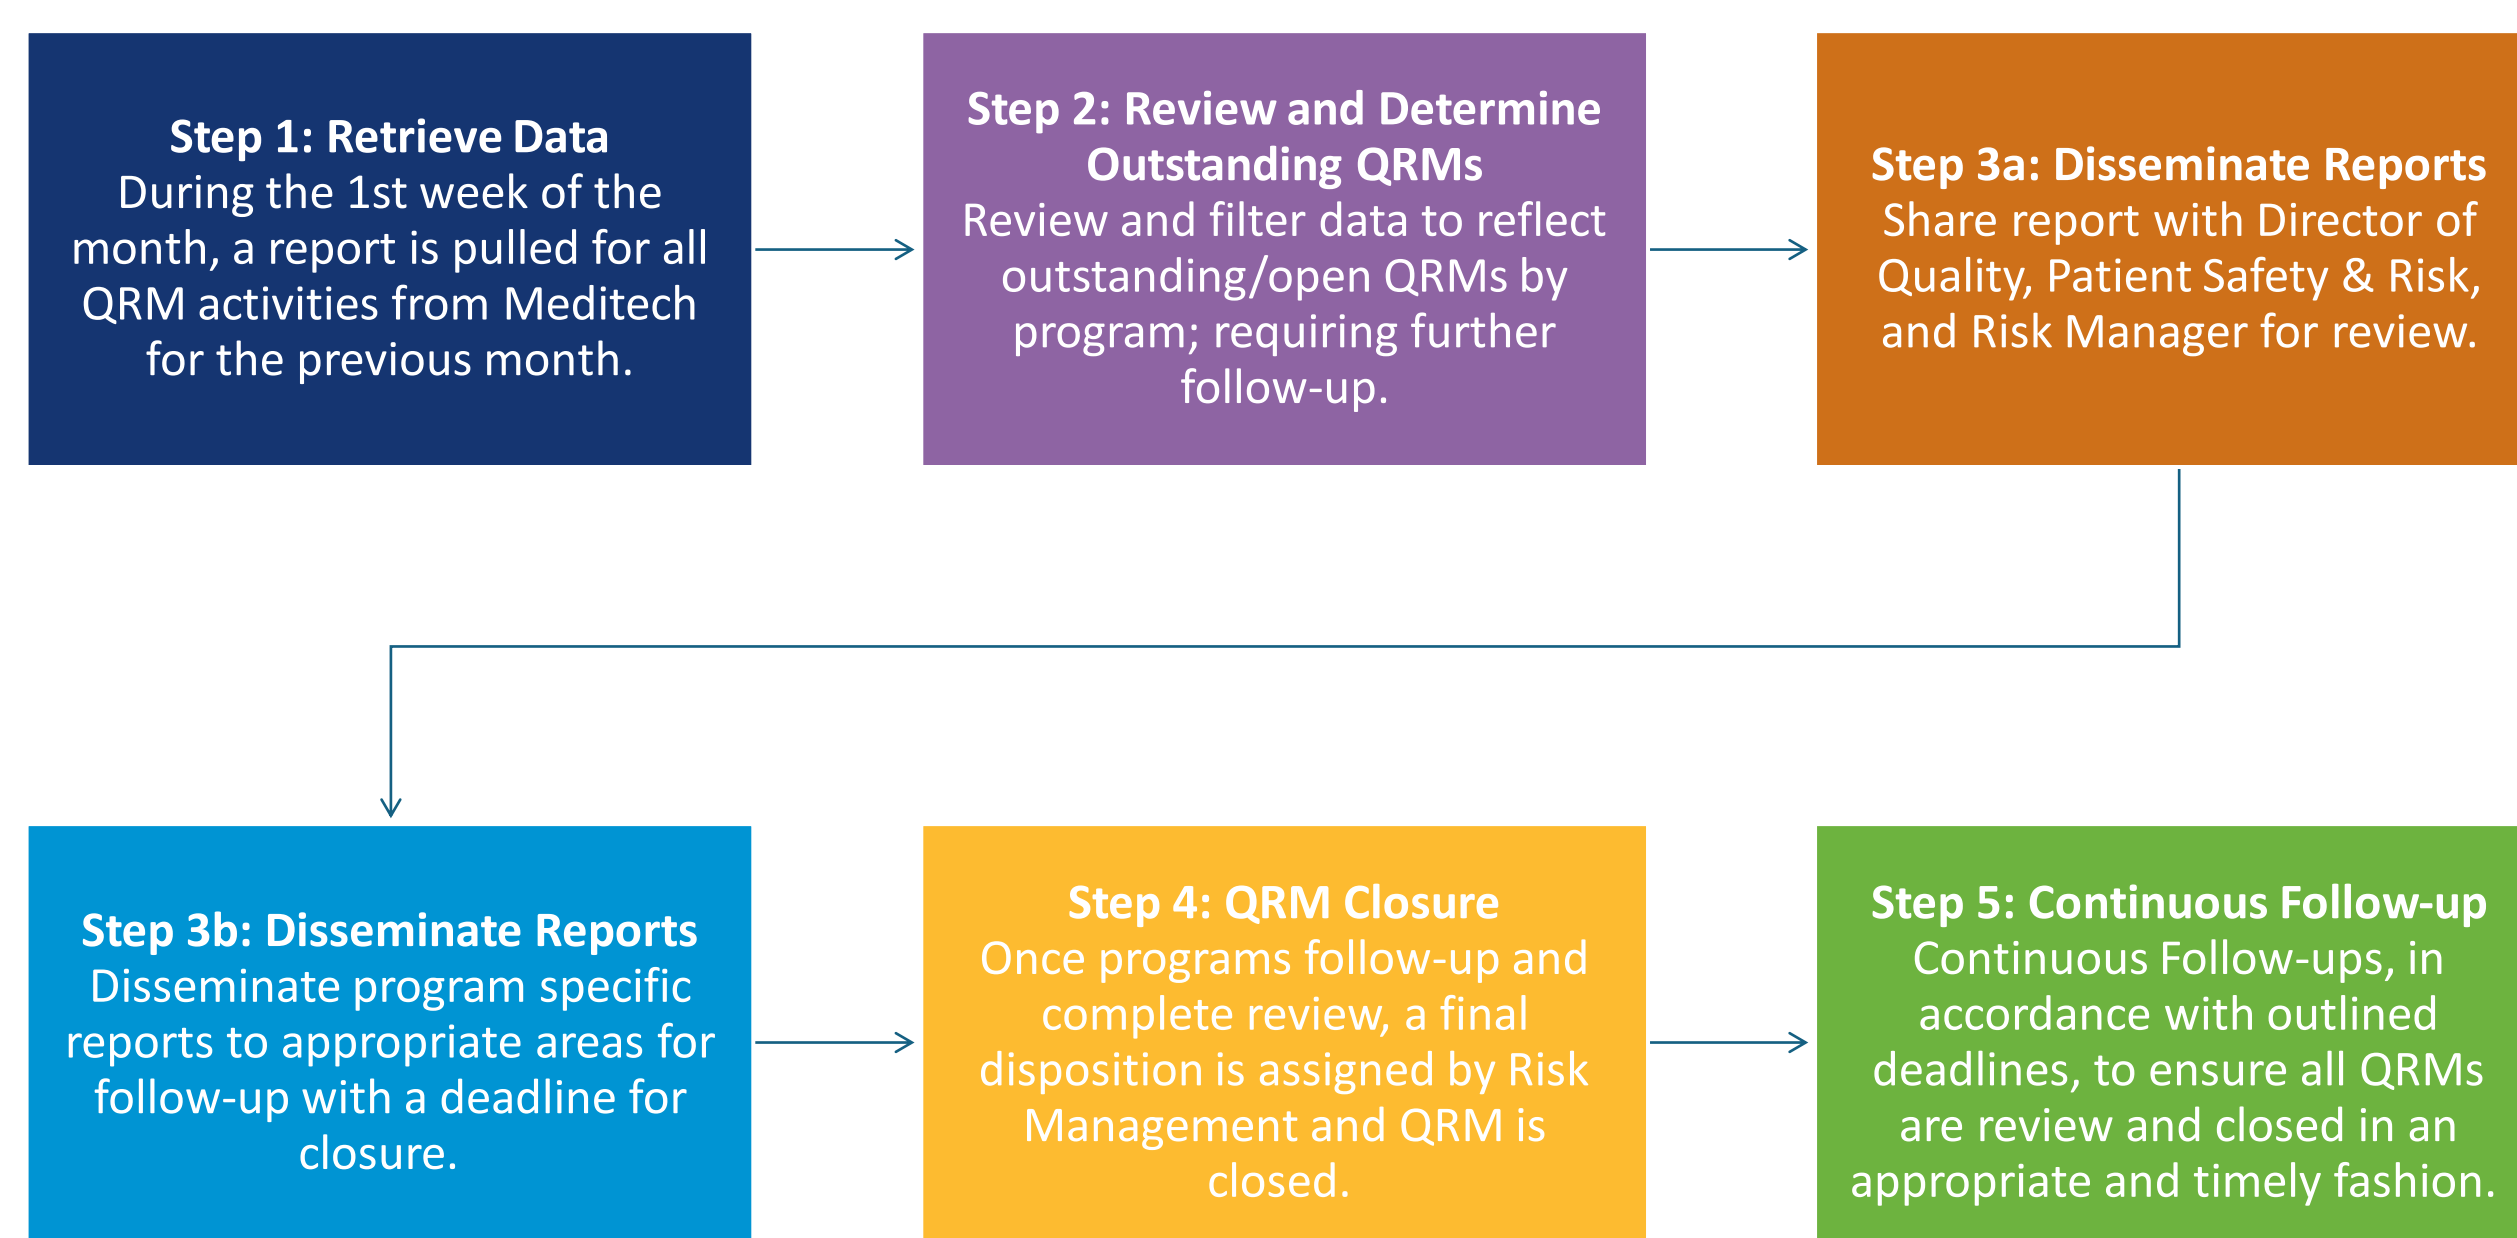 Step 1: Retrieve Data
During the 1st week of the
month, a report is pulled for all
QRM activities from Meditech
for the previous month.
Step 2: Review and Determine
Outstanding QRMs
Review and filter data to reflect
outstanding/open QRMs by
program; requiring further
follow-up.
Step 3a: Disseminate Reports
Share report with Director of
Quality, Patient Safety & Risk,
and Risk Manager for review.
Step 3b: Disseminate Reports
Disseminate program specific
reports to appropriate areas for
follow-up with a deadline for
closure.
Step 4: QRM Closure
Once programs follow-up and
complete review, a final
disposition is assigned by Risk
Management and QRM is
closed.
Step 5: Continuous Follow-up
Continuous Follow-ups, in
accordance with outlined
deadlines, to ensure all QRMs
are review and closed in an
appropriate and timely fashion.